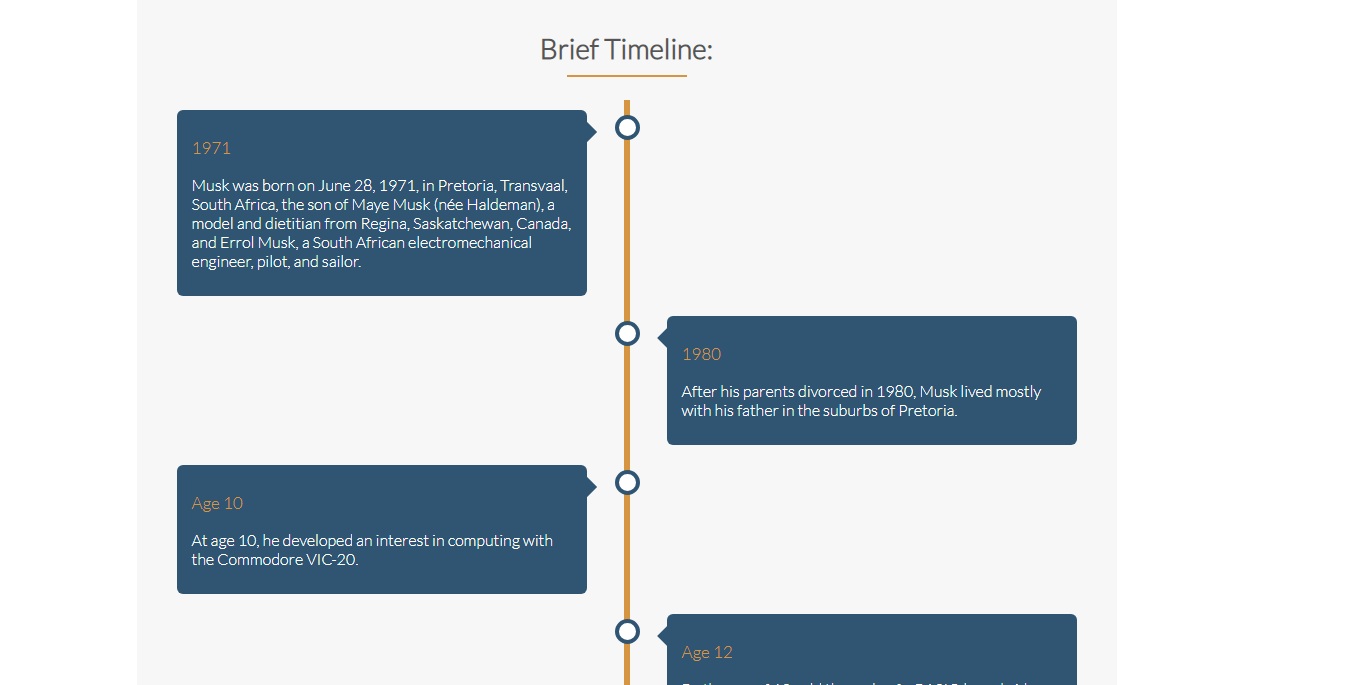 Brief Timeline:
1971
Musk was born on June 28, 1971, in Pretoria, Transvaal,
South Africa, the son of Maye Musk (née Haldeman), a
model and dietitian from Regina, Saskatchewan, Canada,
and Errol Musk, a South African electromechanical
engineer, pilot, and sailor.
1980
After his parents divorced in 1980, Musk lived mostly
with his father in the suburbs of Pretoria.
Age 10
At age 10, he developed an interest in computing with
the Commodore VIC-20.
Age 12